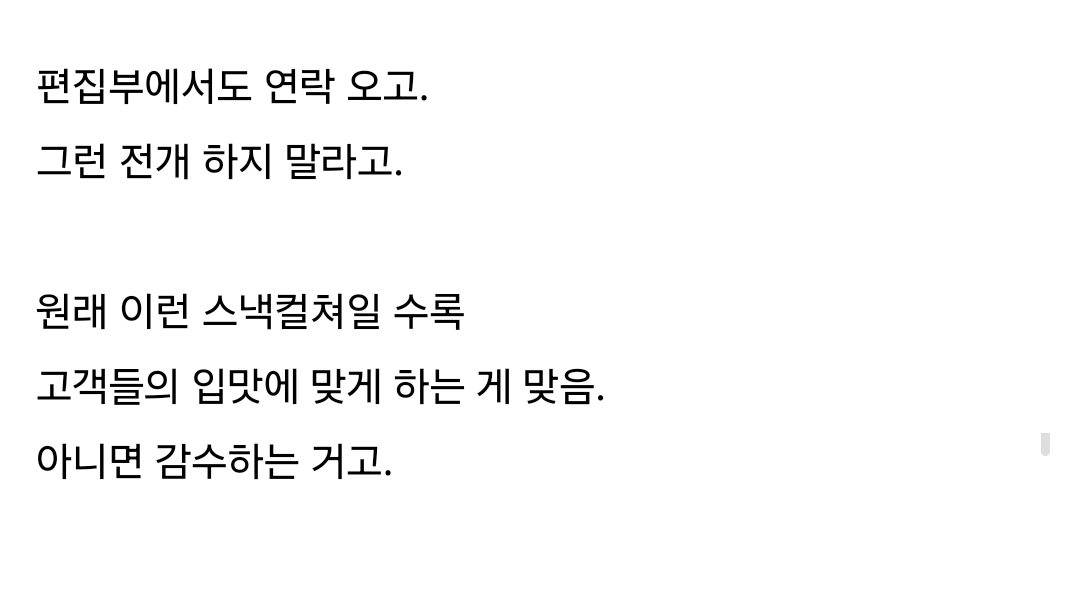 편집부에서도 연락 오고.
그런 전개 하지 말라고.
원래 이런 스낵컬쳐일 수록
고객들의 입맛에 맞게 하는 게 맞음.
아니면 감수하는 거고.